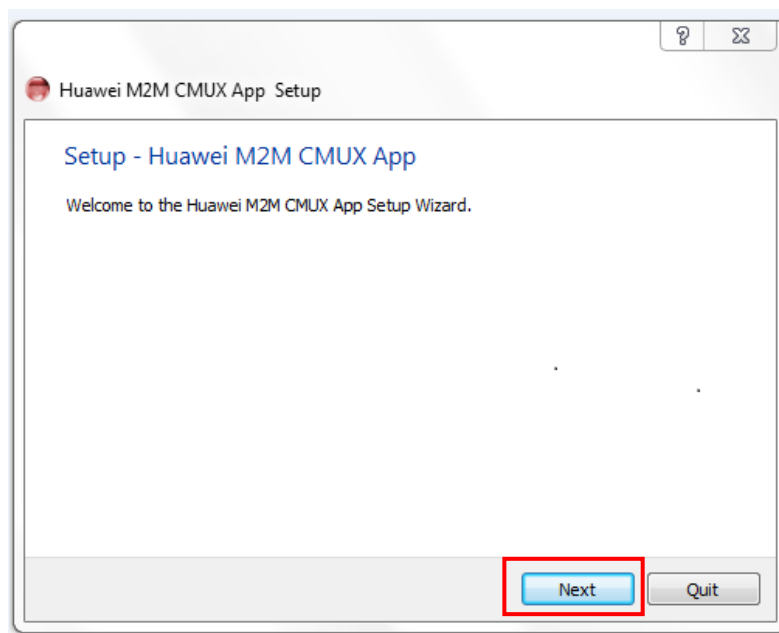 Huawei M2M CMUX App Setup
Setup - Huawei M2M CMUX App
Welcome to the Huawei M2M CMUX App Setup Wizard.
Next
Quit